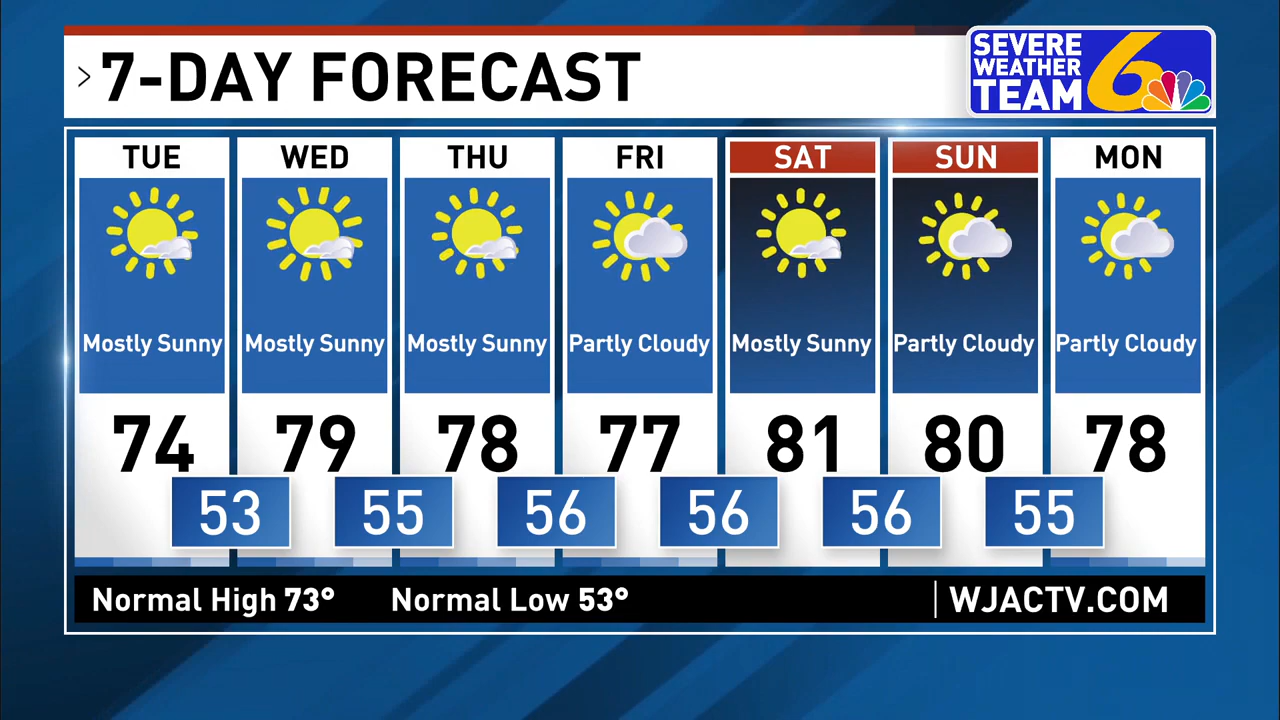 > 7-DAY FORECAST
SEVERE
WEATHER
TEAM 6
TUE WED THU FRI SAT SUN MON
Mostly Sunny Mostly Sunny Mostly Sunny Partly Cloudy Mostly Sunny Partly Cloudy Partly Cloudy
74 79 78 77 81 80 78
53 55 56 56 56 55
Normal High 73° Normal Low 53° | WJACTV.COM